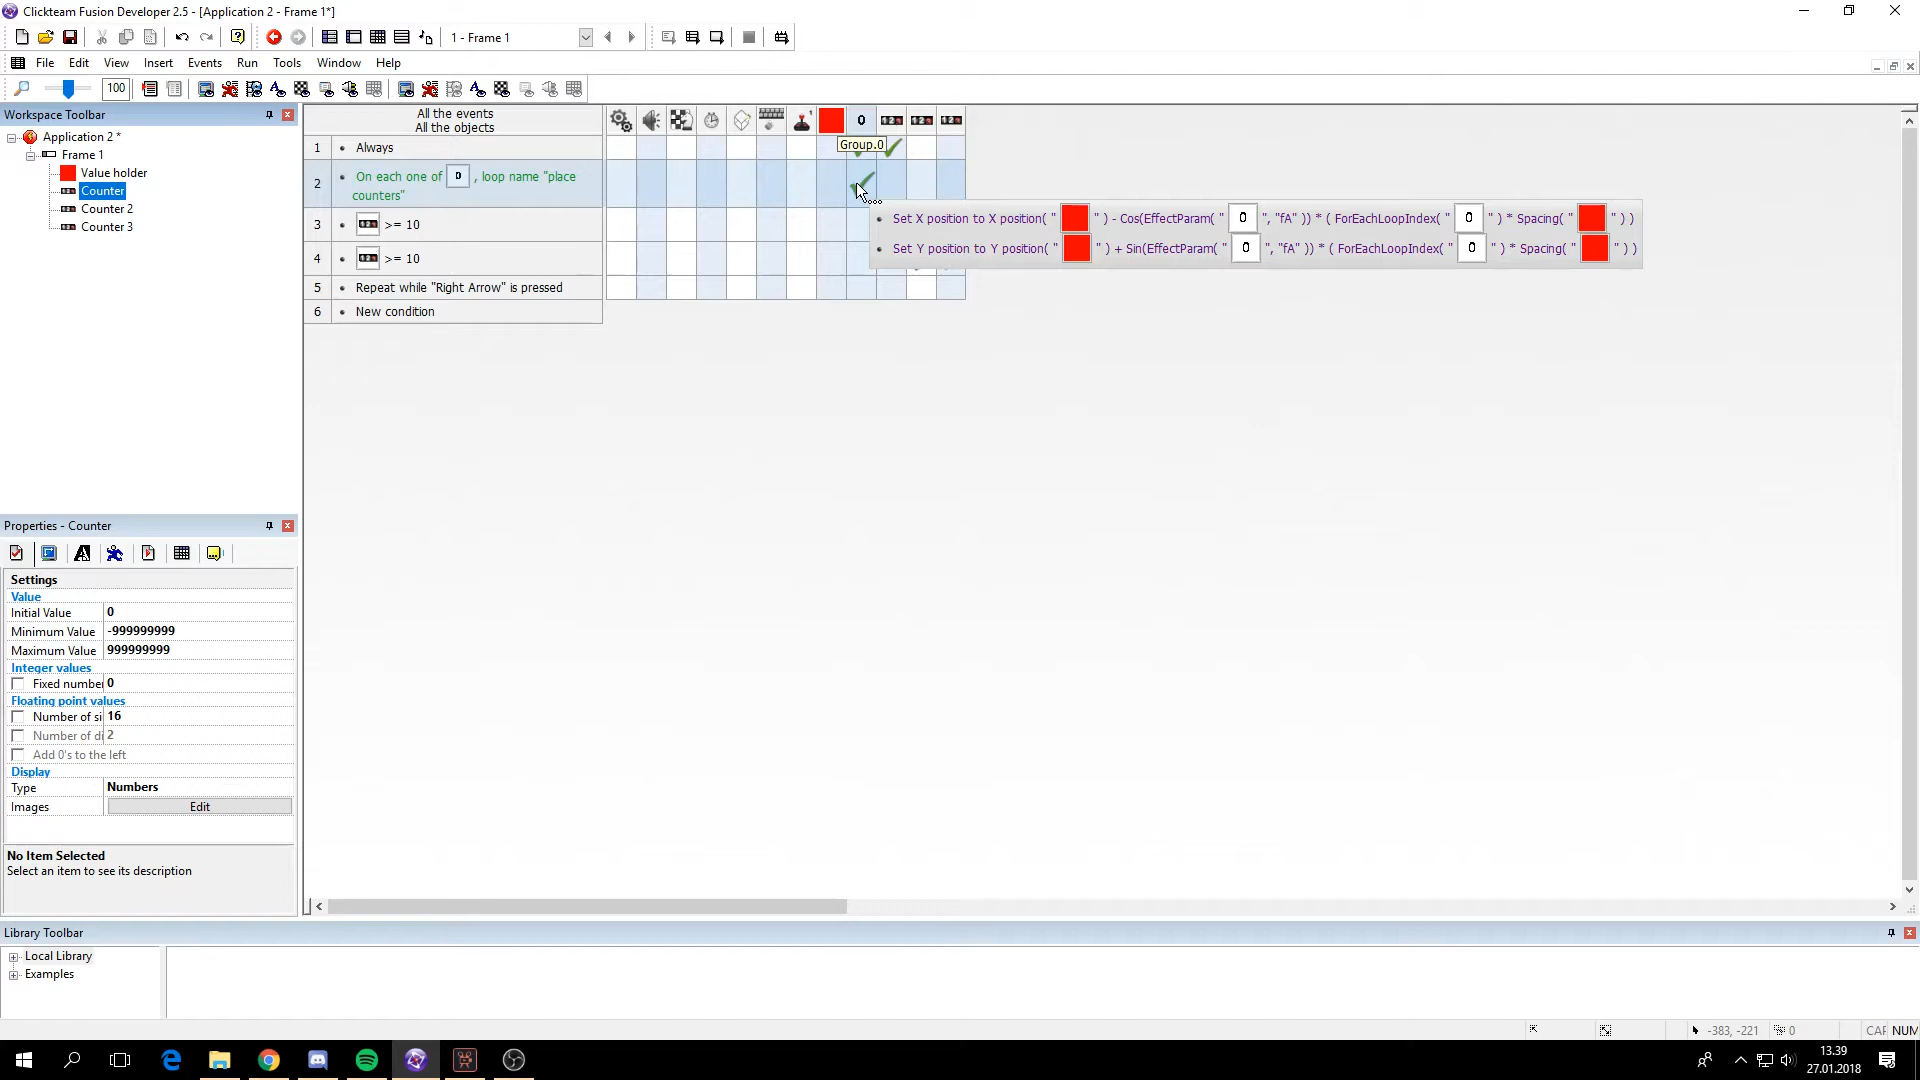 Clickteam Fusion Developer 2.5 - [Application 2 - Frame 1*]
1 - Frame 1
File Edit View Insert Events Run Tools Window Help
100
Workspace Toolbar
Application 2 *
Frame 1
Value holder
Counter
Counter 2
Counter 3
All the events
All the objects
0
Group.0
1 Always
2 On each one of 0 , loop name "place
counters"
3 >= 10
4 >= 10
5 Repeat while "Right Arrow" is pressed
6 New condition
Set X position to X position( " " ) - Cos(EffectParam( " 0 ", "fA" )) * ( ForEachLoopIndex( " 0 " ) * Spacing( " " ) )
Set Y position to Y position( " " ) + Sin(EffectParam( " 0 ", "fA" )) * ( ForEachLoopIndex( " 0 " ) * Spacing( " " ) )
Properties - Counter
Settings
Value
Initial Value 0
Minimum Value -999999999
Maximum Value 999999999
Integer values
Fixed number 0
Floating point values
Number of si 16
Number of di 2
Add 0's to the left
Display
Type Numbers
Images Edit
No Item Selected
Select an item to see its description
Library Toolbar
Local Library
Examples
-383, -221
0
CAP NUM
13.39
27.01.2018